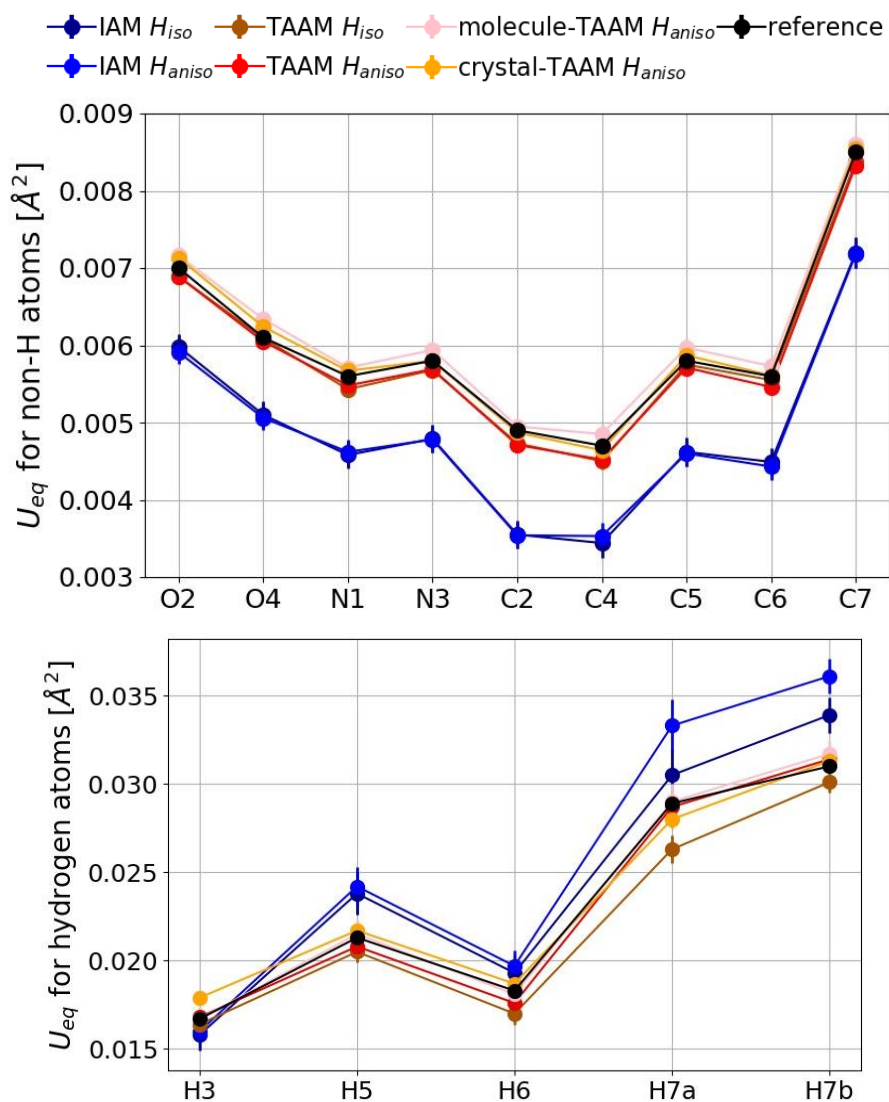 IAM H_iso TAAM H_iso molecule-TAAM H_aniso reference
IAM H_aniso TAAM H_aniso crystal-TAAM H_aniso
U_eq for non-H atoms [Å²]
0.009
0.008
0.007
0.006
0.005
0.004
0.003
O2 O4 N1 N3 C2 C4 C5 C6 C7
U_eq for hydrogen atoms [Å²]
0.035
0.030
0.025
0.020
0.015
H3 H5 H6 H7a H7b